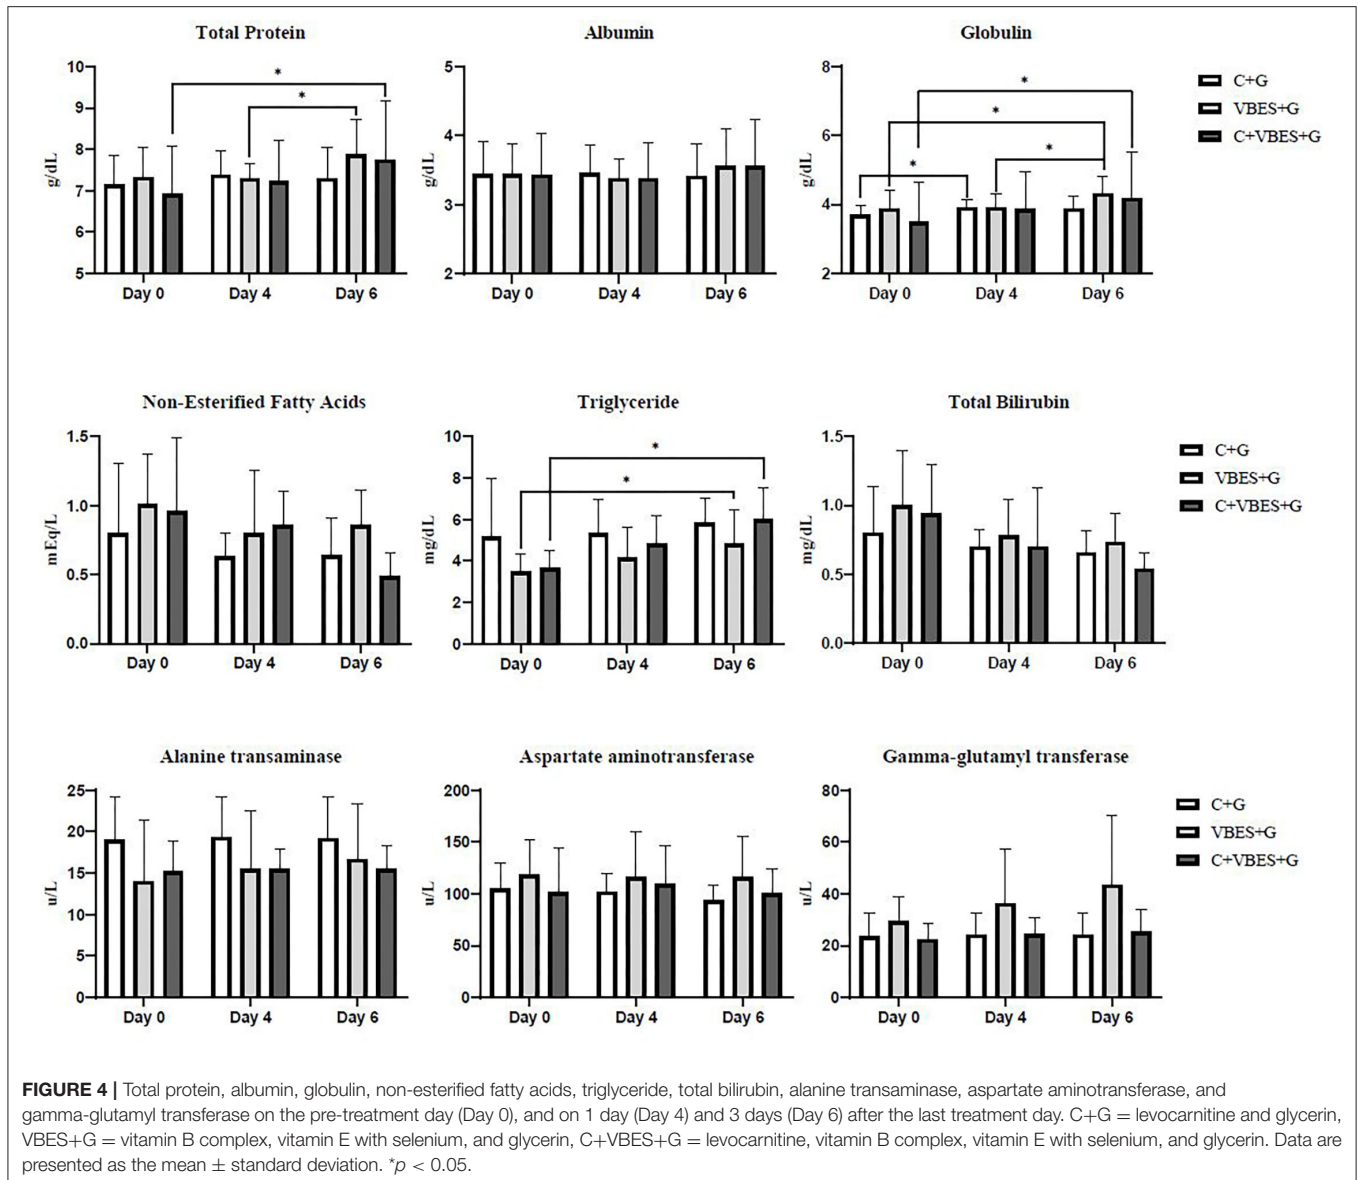 Total Protein
10
9
8
7
6
5
g/dL
*
*
Day 0 Day 4 Day 6
Albumin
5
4
3
2
g/dL
Day 0 Day 4 Day 6
Globulin
8
6
4
2
g/dL
*
*
*
*
Day 0 Day 4 Day 6
C+G
VBES+G
C+VBES+G
Non-Esterified Fatty Acids
1.5
1.0
0.5
0.0
mEq/L
Day 0 Day 4 Day 6
Triglyceride
10
8
6
4
2
0
mg/dL
*
*
Day 0 Day 4 Day 6
Total Bilirubin
1.5
1.0
0.5
0.0
mg/dL
Day 0 Day 4 Day 6
C+G
VBES+G
C+VBES+G
Alanine transaminase
25
20
15
10
5
0
u/L
Day 0 Day 4 Day 6
Aspartate aminotransferase
200
150
100
50
0
u/L
Day 0 Day 4 Day 6
Gamma-glutamyl transferase
80
60
40
20
0
u/L
Day 0 Day 4 Day 6
C+G
VBES+G
C+VBES+G
FIGURE 4 | Total protein, albumin, globulin, non-esterified fatty acids, triglyceride, total bilirubin, alanine transaminase, aspartate aminotransferase, and
gamma-glutamyl transferase on the pre-treatment day (Day 0), and on 1 day (Day 4) and 3 days (Day 6) after the last treatment day. C+G = levocarnitine and glycerin,
VBES+G = vitamin B complex, vitamin E with selenium, and glycerin, C+VBES+G = levocarnitine, vitamin B complex, vitamin E with selenium, and glycerin. Data are
presented as the mean ± standard deviation. *p < 0.05.